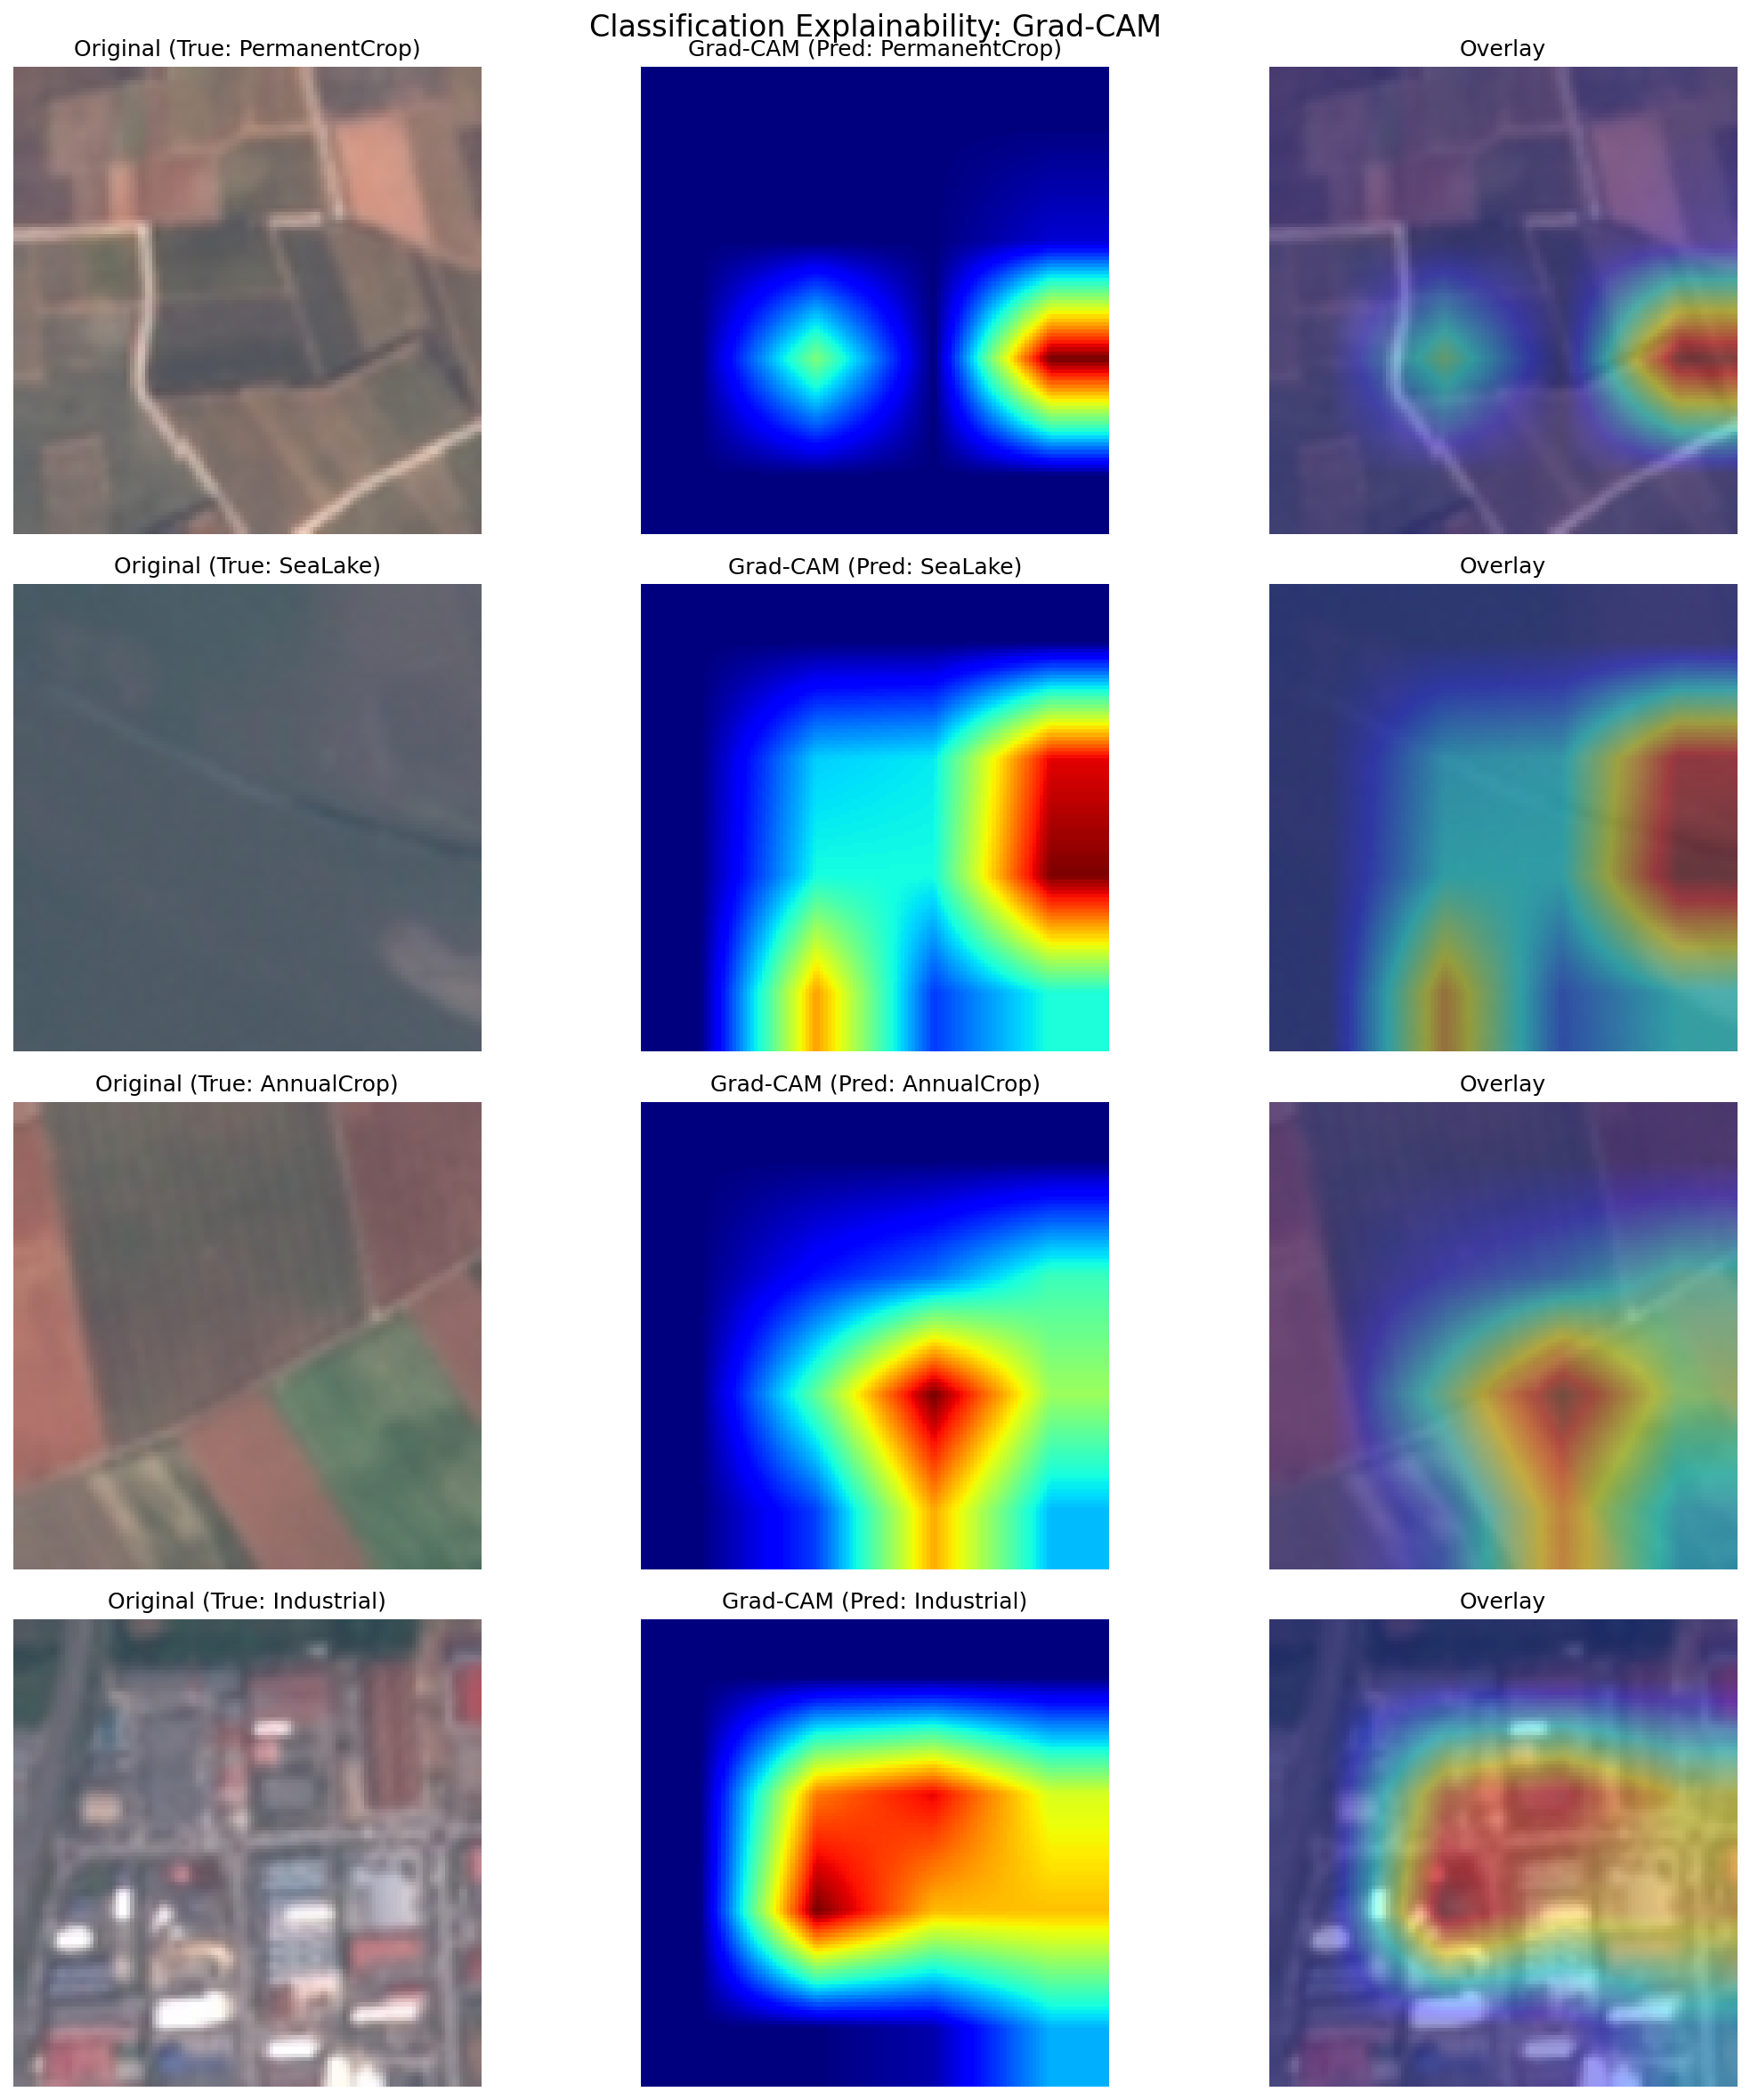 Classification Explainability: Grad-CAM
Original (True: PermanentCrop)
Grad-CAM (Pred: PermanentCrop)
Overlay
Original (True: SeaLake)
Grad-CAM (Pred: SeaLake)
Overlay
Original (True: AnnualCrop)
Grad-CAM (Pred: AnnualCrop)
Overlay
Original (True: Industrial)
Grad-CAM (Pred: Industrial)
Overlay